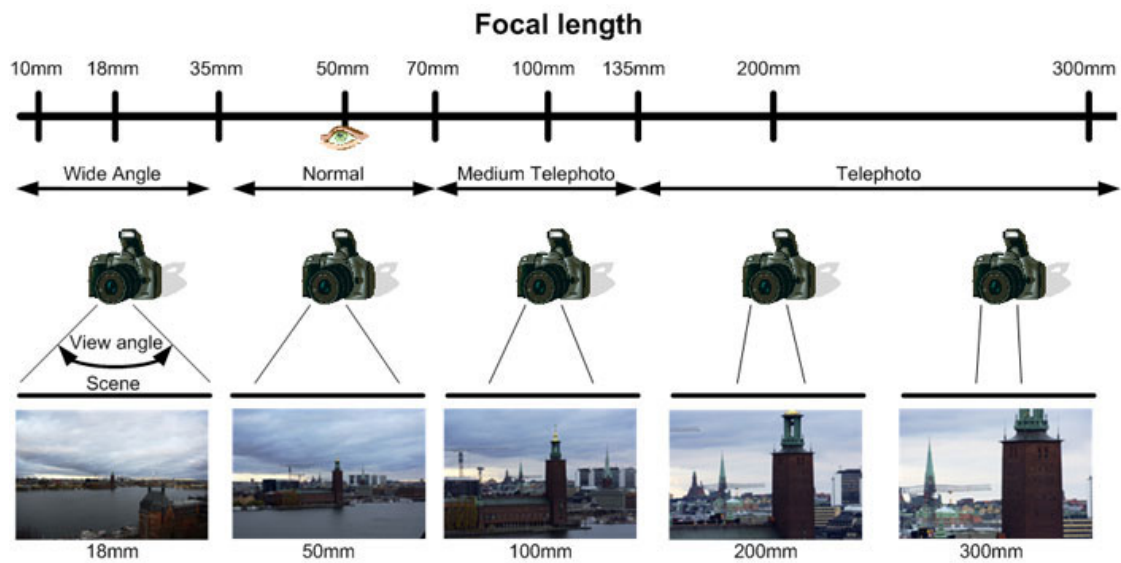 Focal length
10mm 18mm 35mm 50mm 70mm 100mm 135mm 200mm 300mm
Wide Angle Normal Medium Telephoto Telephoto
View angle
Scene
18mm 50mm 100mm 200mm 300mm